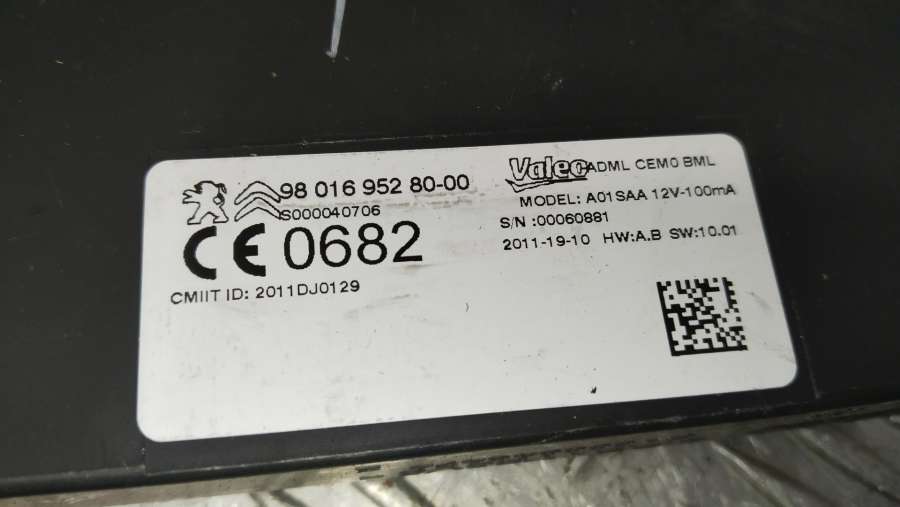 98 016 952 80-00
S000040706
CE 0682
CMIIT ID: 2011DJ0129
Valeo ADML CEM0 BML
MODEL: A01SAA 12V-100mA
S/N :00060881
2011-19-10 HW:A.B SW:10.01